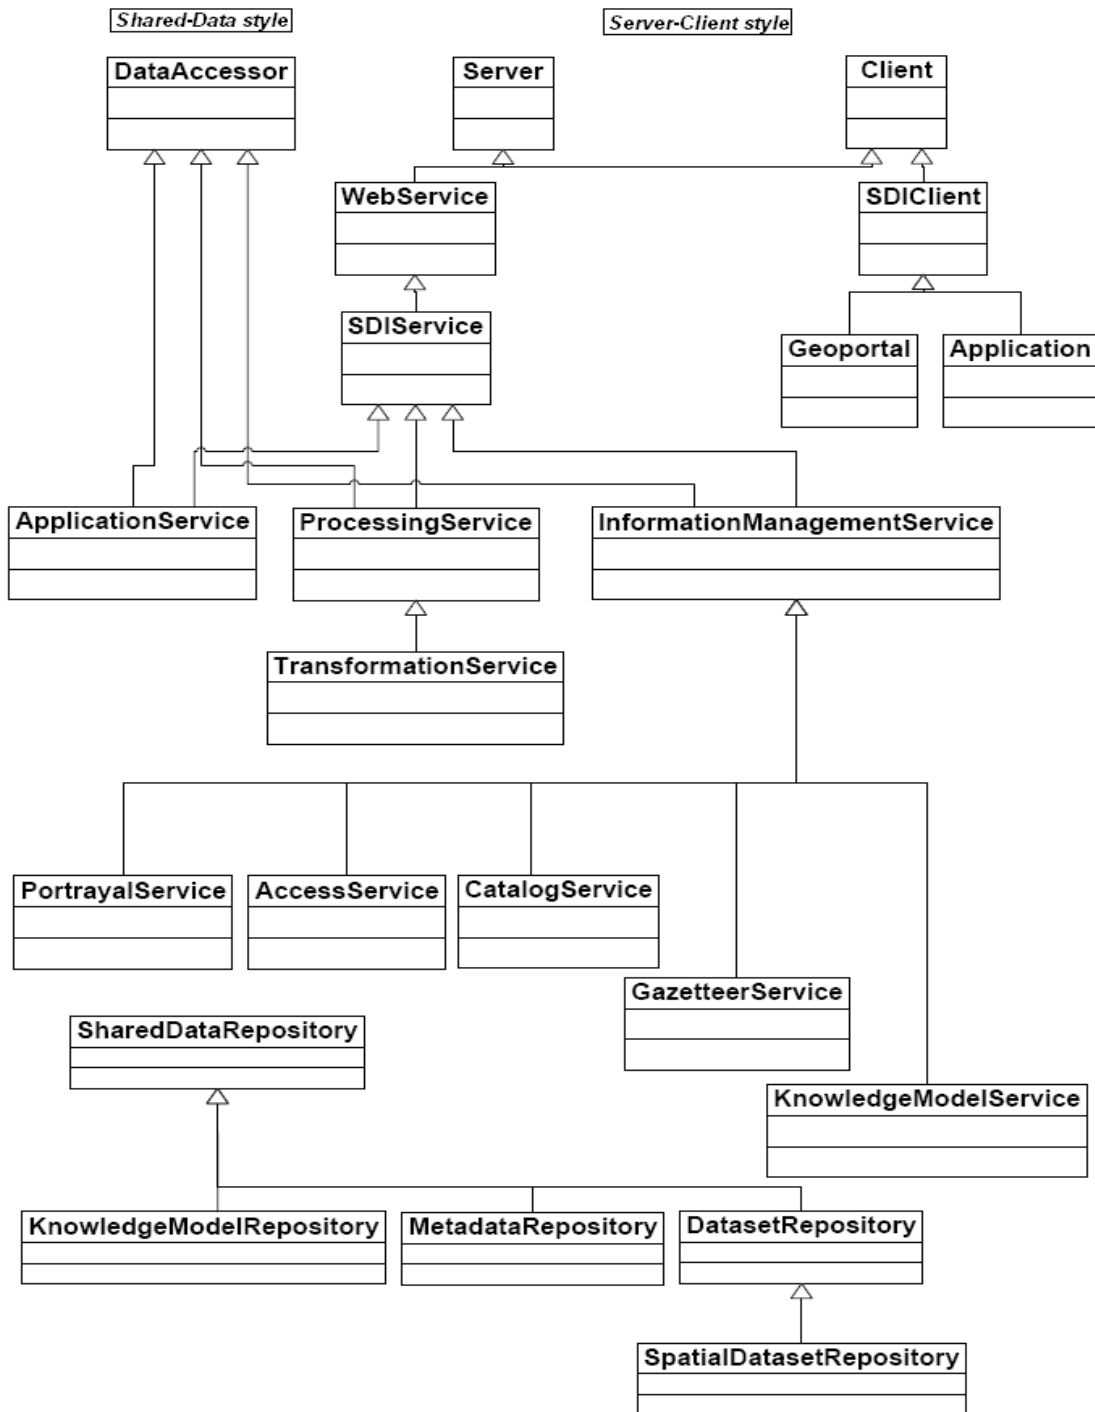 Shared-Data style
Server-Client style
DataAccessor
Server
Client
WebService
SDIClient
SDIService
Geoportal
Application
ApplicationService
ProcessingService
InformationManagementService
TransformationService
PortrayalService
AccessService
CatalogService
GazetteerService
SharedDataRepository
KnowledgeModelService
KnowledgeModelRepository
MetadataRepository
DatasetRepository
SpatialDatasetRepository